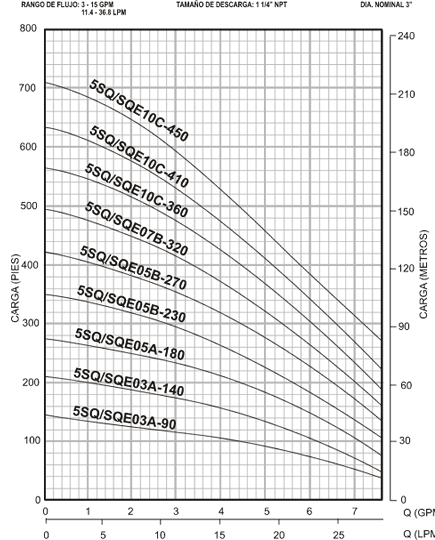 RANGO DE FLUJO: 3 - 15 GPM
11.4 - 36.8 LPM
TAMAÑO DE DESCARGA: 1 1/4" NPT
DIA. NOMINAL 3"
800
700
600
500
400
300
200
100
0
CARGA (PIES)
240
210
180
150
120
90
60
30
0
CARGA (METROS)
5SQ/SQE10C-450
5SQ/SQE10C-410
5SQ/SQE10C-360
5SQ/SQE07B-320
5SQ/SQE05B-270
5SQ/SQE05B-230
5SQ/SQE05A-180
5SQ/SQE03A-140
5SQ/SQE03A-90
0 1 2 3 4 5 6 7 Q (GPM
0 5 10 15 20 25 Q (LPM